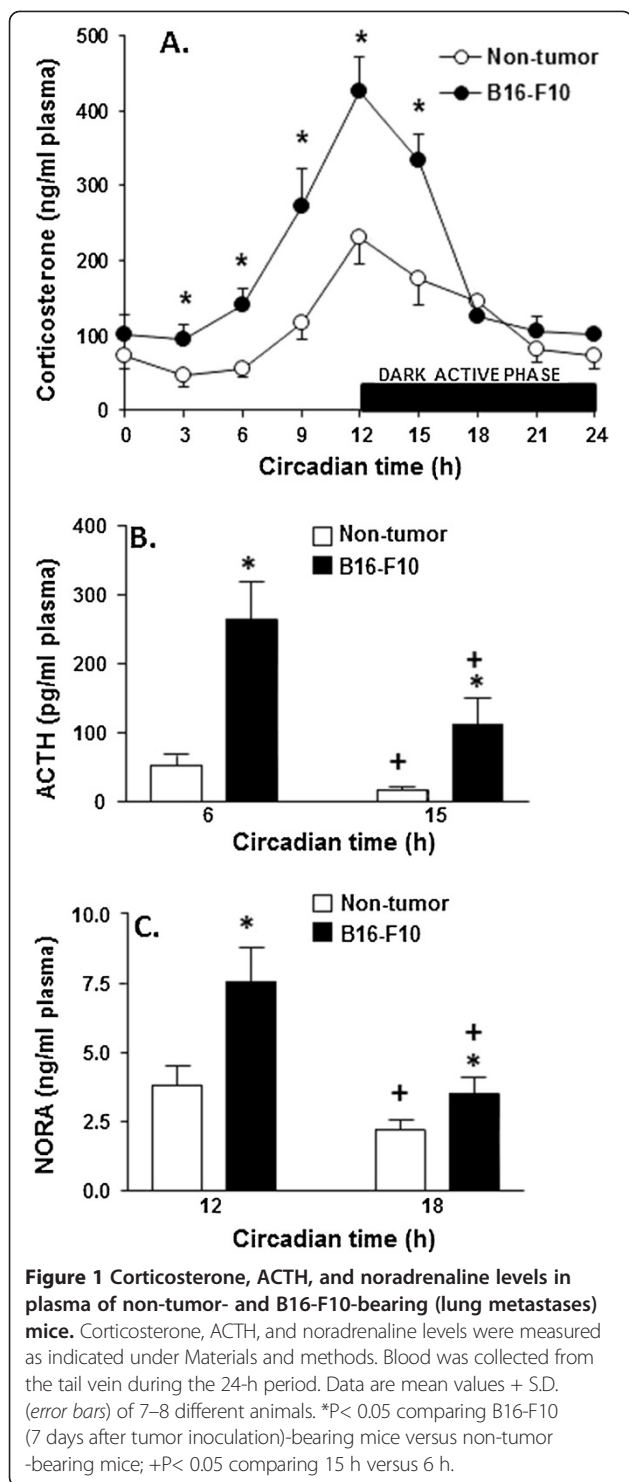 A.
Non-tumor
B16-F10
Corticosterone (ng/ml plasma)
500
400
300
200
100
0
* * * * *
DARK ACTIVE PHASE
0 3 6 9 12 15 18 21 24
Circadian time (h)
B.
Non-tumor
B16-F10
ACTH (pg/ml plasma)
400
300
200
100
0
*
+
+
*
6 15
Circadian time (h)
C.
Non-tumor
B16-F10
NORA (ng/ml plasma)
10.0
7.5
5.0
2.5
0.0
*
+
+
*
12 18
Circadian time (h)
Figure 1 Corticosterone, ACTH, and noradrenaline levels in
plasma of non-tumor- and B16-F10-bearing (lung metastases)
mice. Corticosterone, ACTH, and noradrenaline levels were measured
as indicated under Materials and methods. Blood was collected from
the tail vein during the 24-h period. Data are mean values + S.D.
(error bars) of 7–8 different animals. *P< 0.05 comparing B16-F10
(7 days after tumor inoculation)-bearing mice versus non-tumor
-bearing mice; +P< 0.05 comparing 15 h versus 6 h.